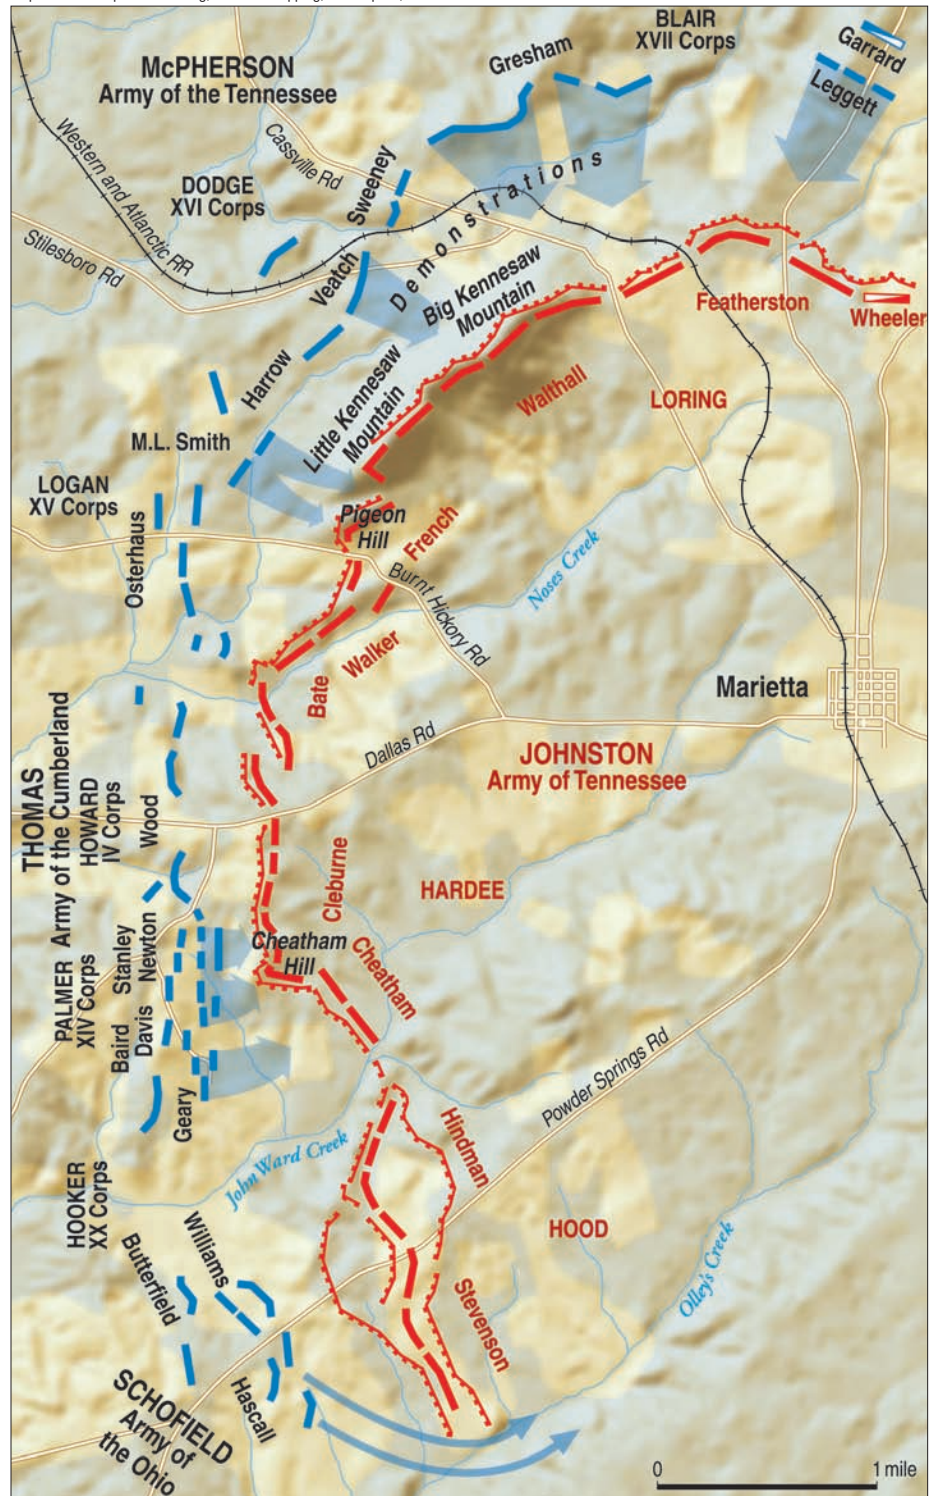 BLAIR
XVII Corps
Garrard
Leggett
Gresham
McPHERSON
Army of the Tennessee
Cassville Rd
Western and Atlanctic RR
Stilesboro Rd
DODGE
XVI Corps
Sweeney
Veatch
Demonstrations
Big Kennesaw
Mountain
Featherston
Wheeler
Harrow
Little Kennesaw
Mountain
Walthall
LORING
M.L. Smith
LOGAN
XV Corps
Osterhaus
Pigeon
Hill
French
Burnt Hickory Rd
Noses Creek
Walker
Bate
Marietta
Dallas Rd
JOHNSTON
Army of Tennessee
THOMAS
Army of the Cumberland
HOWARD
IV Corps
Wood
Cleburne
HARDEE
Cheatham
Hill
Cheatham
Stanley
Newton
PALMER
XIV Corps
Baird
Davis
Geary
Powder Springs Rd
Hindman
John Ward Creek
HOOKER
XX Corps
Williams
Butterfield
HOOD
Olley's Creek
Stevenson
Hascall
SCHOFIELD
Army of
the Ohio
0 1 mile